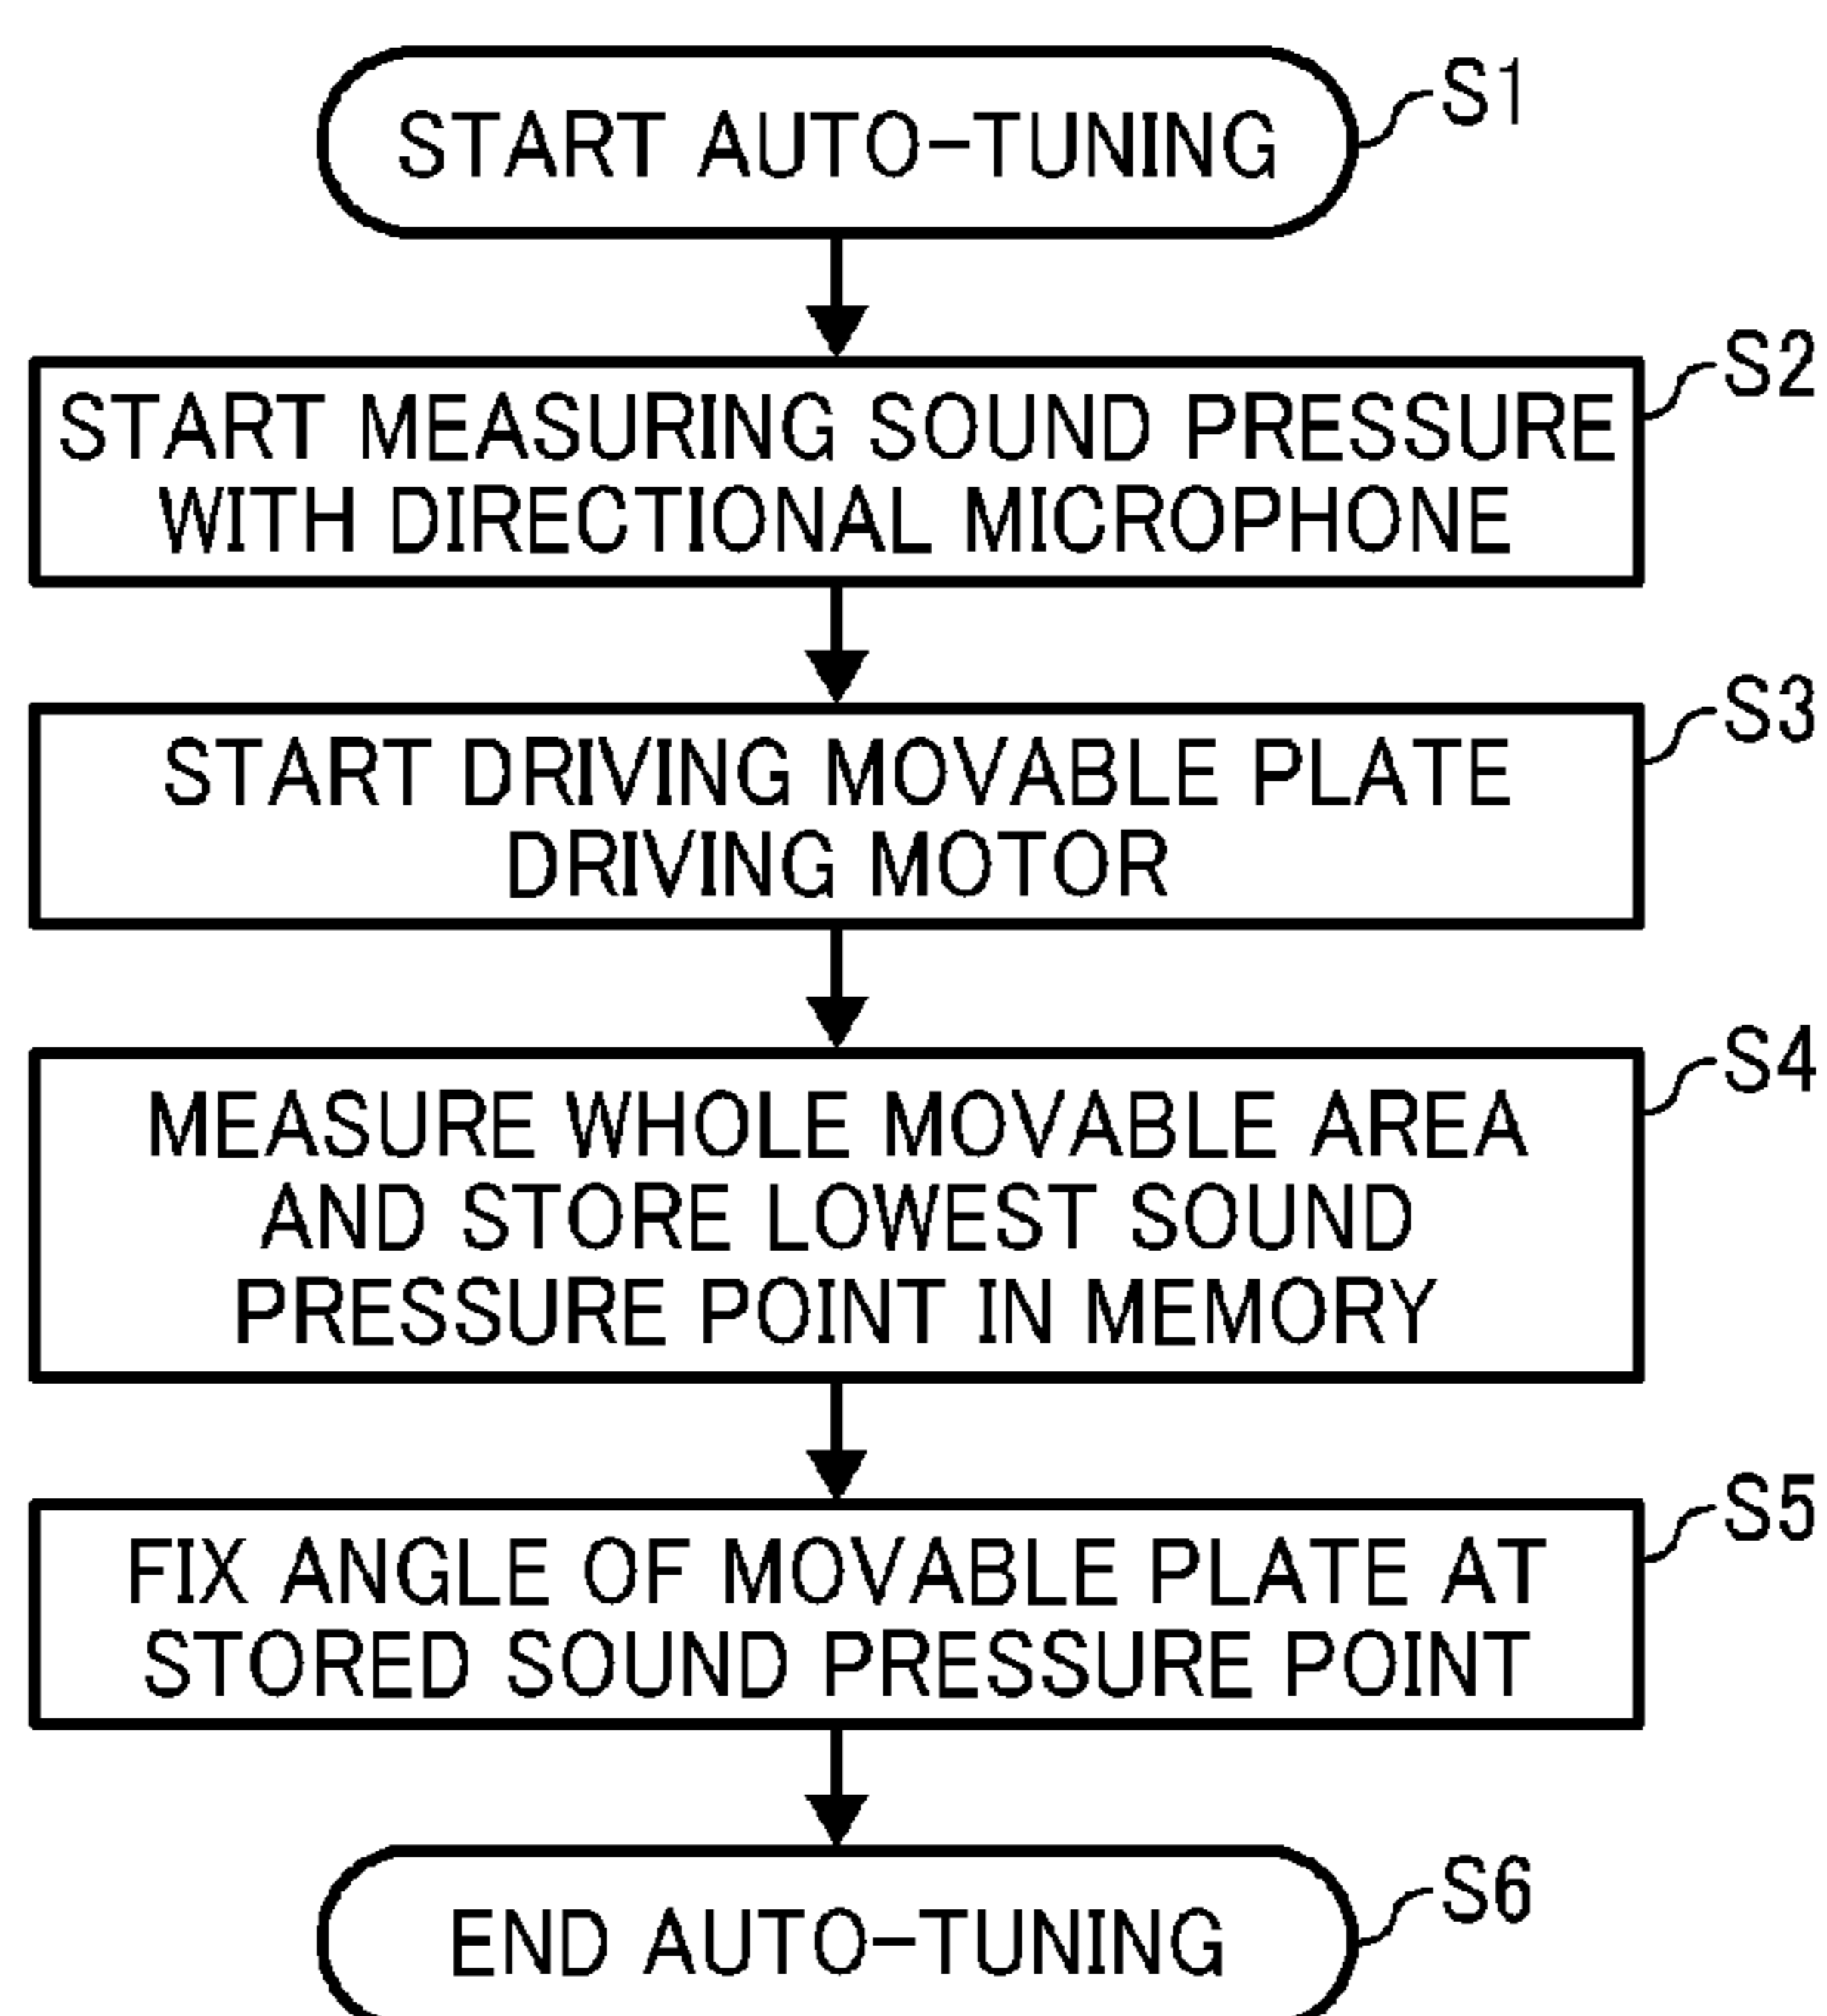 START AUTO-TUNING
S1
START MEASURING SOUND PRESSURE
WITH DIRECTIONAL MICROPHONE
S2
START DRIVING MOVABLE PLATE
DRIVING MOTOR
S3
MEASURE WHOLE MOVABLE AREA
AND STORE LOWEST SOUND
PRESSURE POINT IN MEMORY
S4
FIX ANGLE OF MOVABLE PLATE AT
STORED SOUND PRESSURE POINT
S5
END AUTO-TUNING
S6